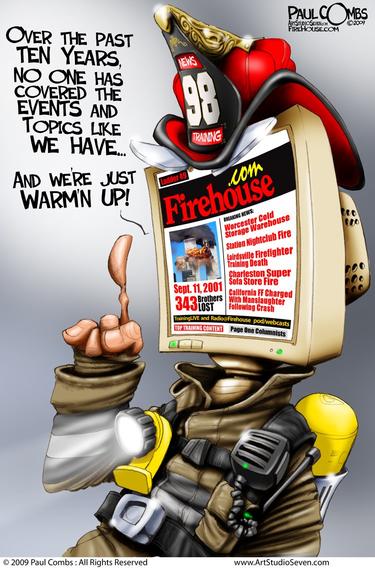 Paul Combs
ArtStudioSeven.com ©2009
FireHouse.com
Over the past
ten years,
no one has
covered the
events and
topics like
we have...
And we're just
warm'n up!
NEWS
98
TRAINING
.com
Firehouse
BREAKING NEWS:
Worcester Cold
Storage Warehouse
Station Nightclub Fire
Lairdsville Firefighter
Training Death
Charleston Super
Sofa Store Fire
California FF Charged
With Manslaughter
Following Crash
Sept. 11, 2001
343 Brothers
LOST
TrainingLIVE and Radio@Firehouse pod/webcasts
TOP TRAINING CONTENT
Page One Columnists
© 2009 Paul Combs : All Rights Reserved
www.ArtStudioSeven.com